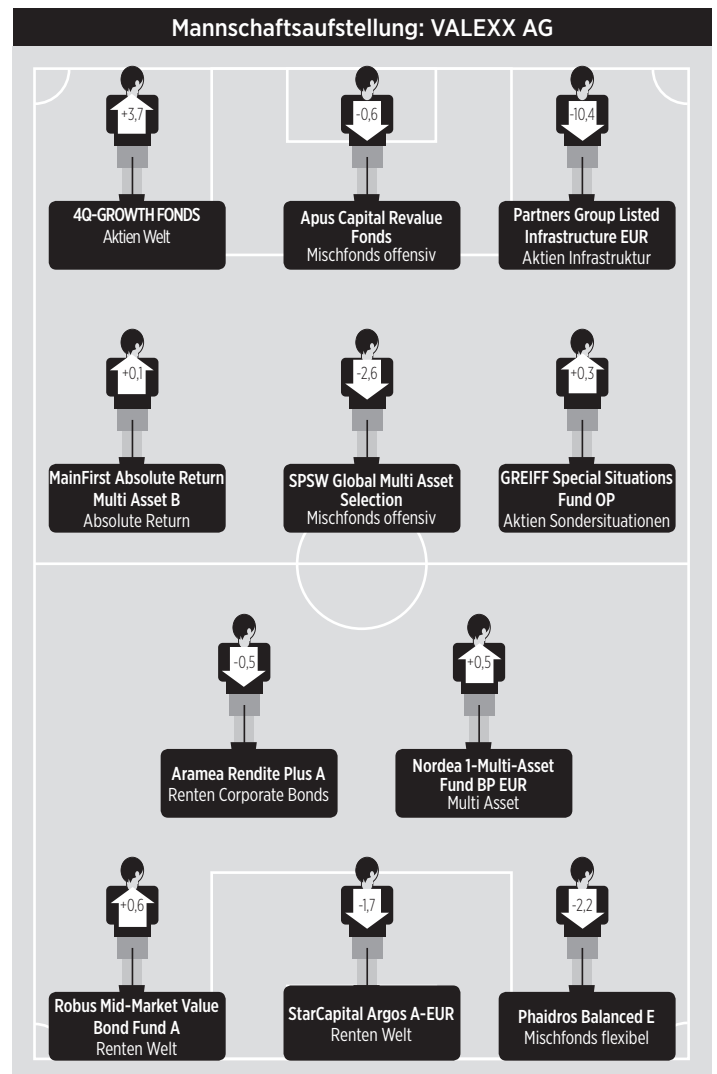 Mannschaftsaufstellung: VALEXX AG
+3,7
-0,6
-10,4
4Q-GROWTH FONDS
Aktien Welt
Apus Capital Revalue
Fonds
Mischfonds offensiv
Partners Group Listed
Infrastructure EUR
Aktien Infrastruktur
+0,1
-2,6
+0,3
MainFirst Absolute Return
Multi Asset B
Absolute Return
SPSW Global Multi Asset
Selection
Mischfonds offensiv
GREIFF Special Situations
Fund OP
Aktien Sondersituationen
-0,5
+0,5
Aramea Rendite Plus A
Renten Corporate Bonds
Nordea 1-Multi-Asset
Fund BP EUR
Multi Asset
+0,6
-1,7
-2,2
Robus Mid-Market Value
Bond Fund A
Renten Welt
StarCapital Argos A-EUR
Renten Welt
Phaidros Balanced E
Mischfonds flexibel